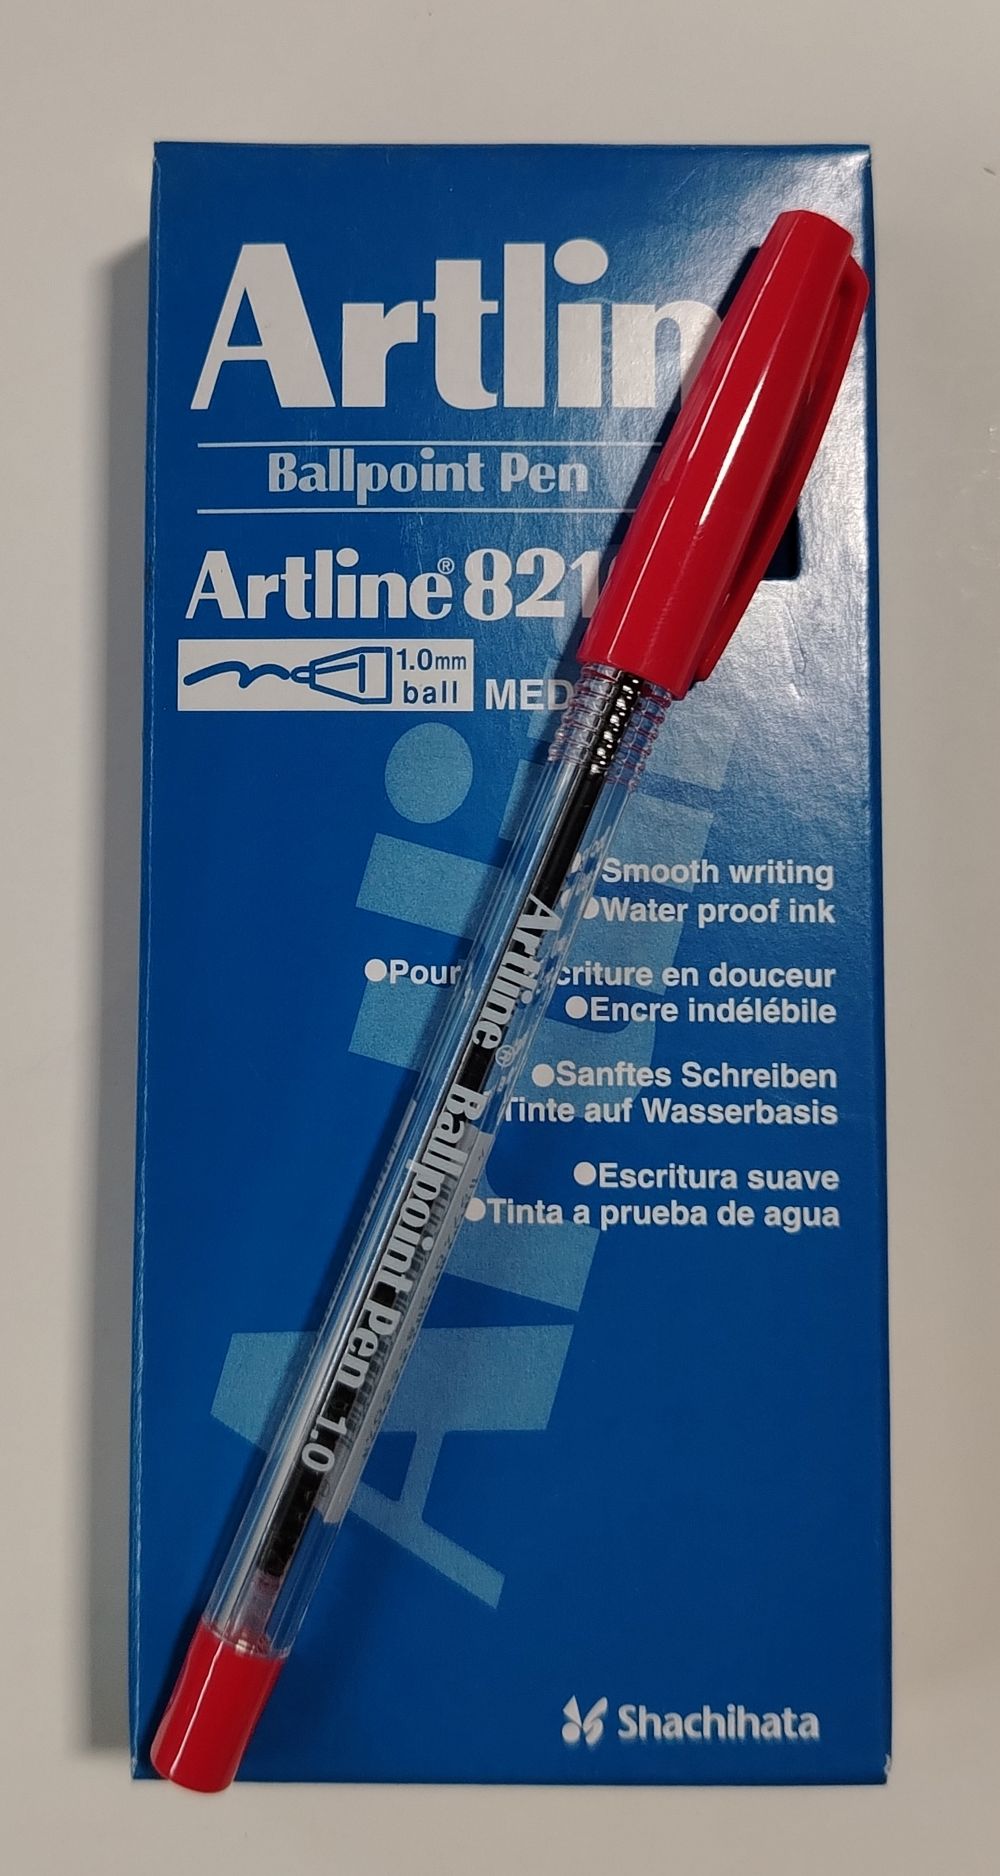 Artlin
Ballpoint Pen
Artline® 821
1.0mm
ball
MED
Smooth writing
●Water proof ink
●Pour criture en douceur
●Encre indélébile
●Sanftes Schreiben
Tinte auf Wasserbasis
●Escritura suave
●Tinta a prueba de agua
Artline® Ballpoint Pen 1.0
Shachihata